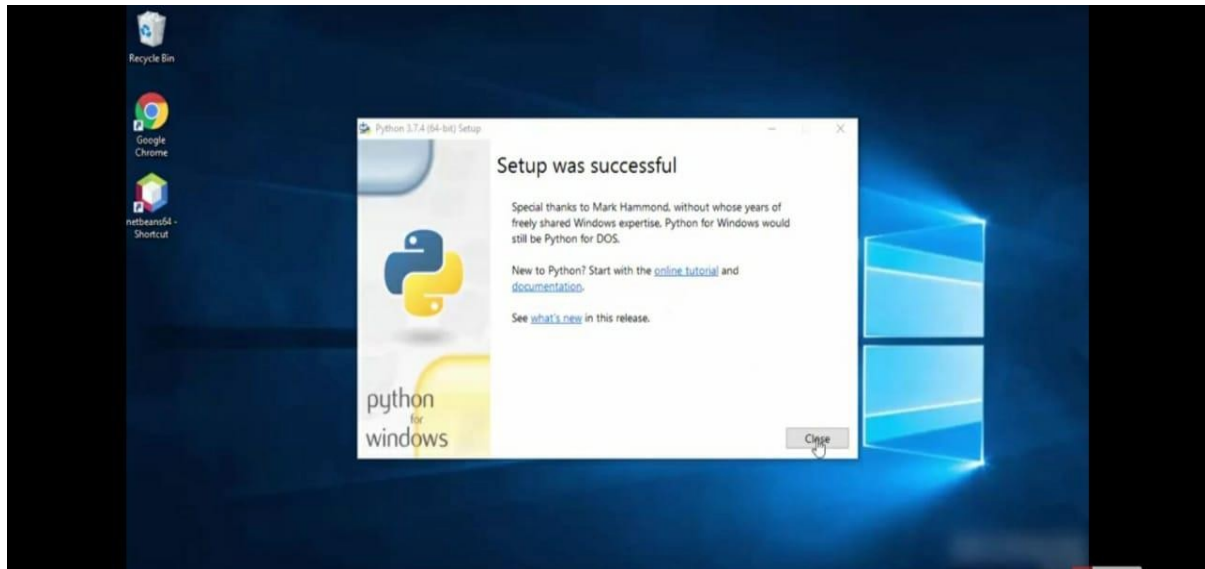 Recycle Bin
Google
Chrome
netbeans64 -
Shortcut
Python 3.7.4 (64-bit) Setup
Setup was successful
Special thanks to Mark Hammond, without whose years of
freely shared Windows expertise, Python for Windows would
still be Python for DOS.
New to Python? Start with the online tutorial and
documentation.
See what's new in this release.
python
for
windows
Close